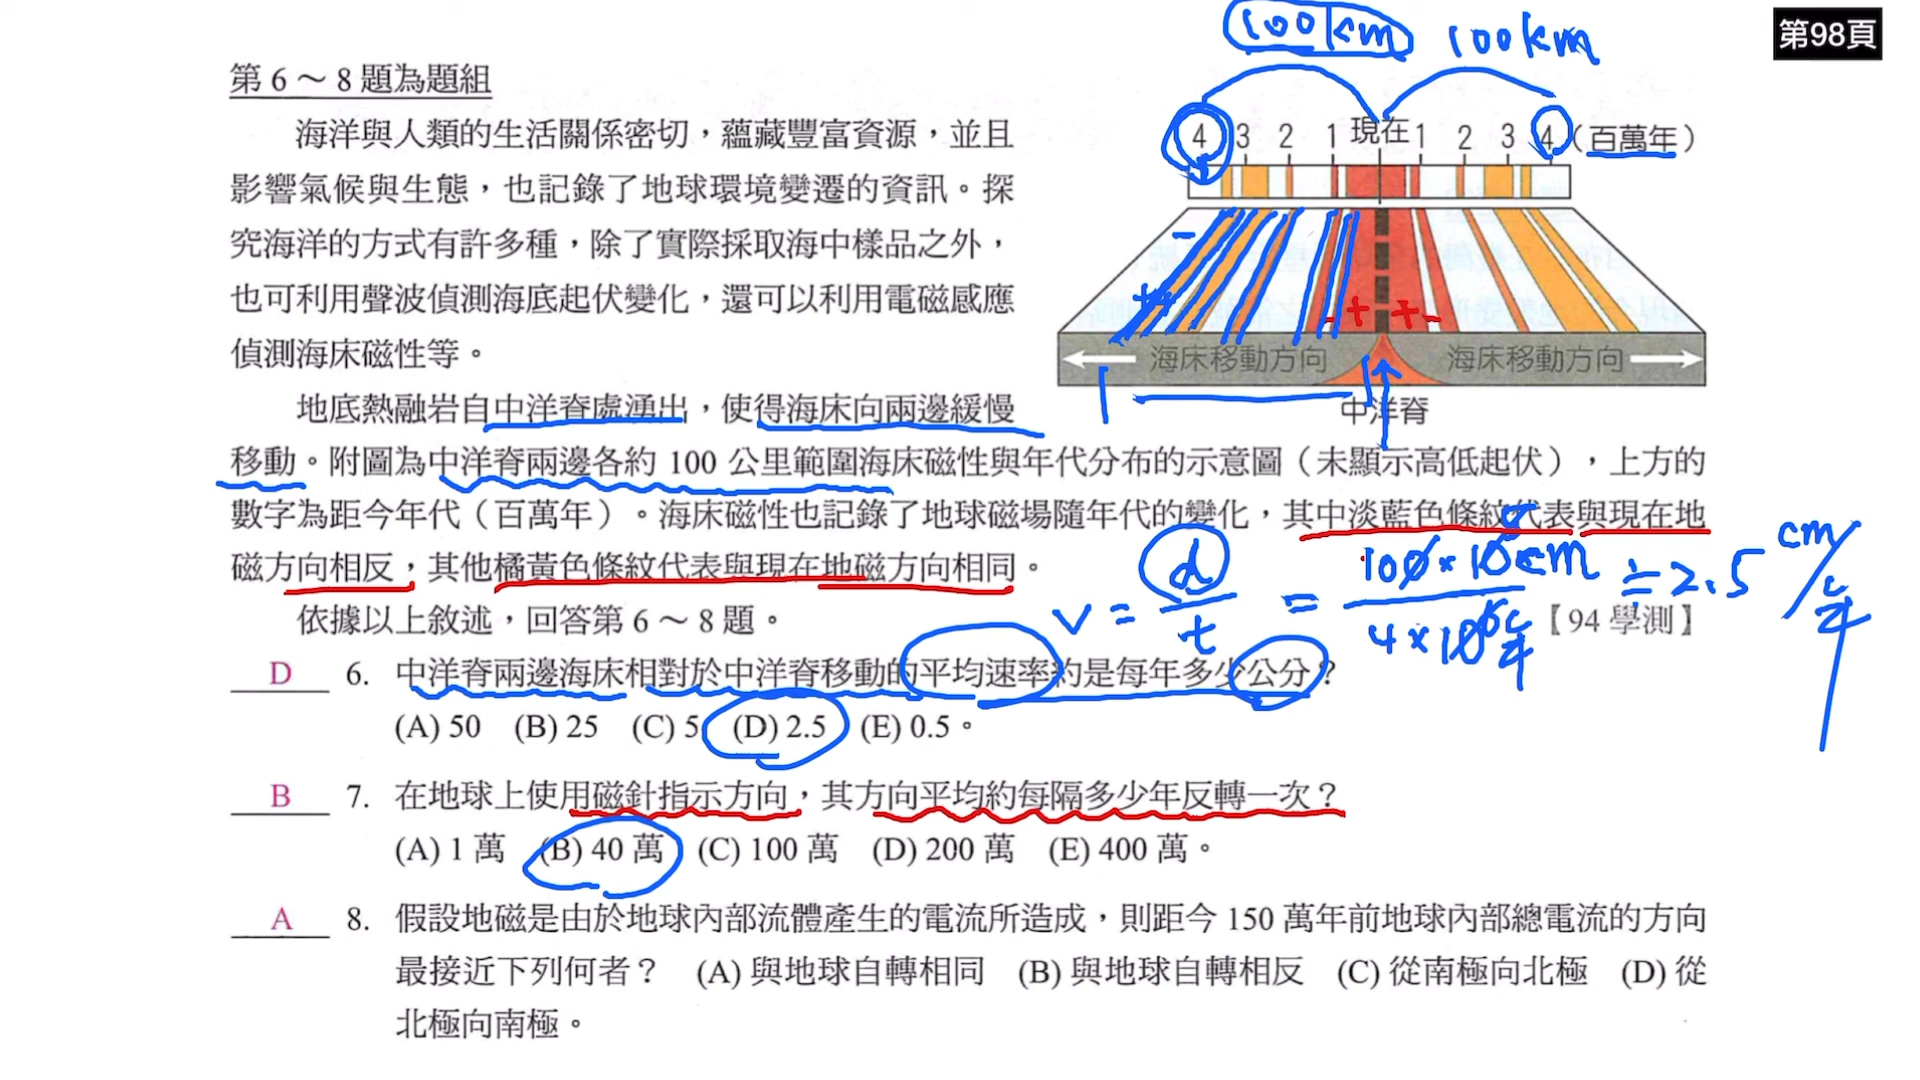 第98頁
100km 100km
第 6 ~ 8 題為題組
4 3 2 1 現在 1 2 3 4 (百萬年)
海洋與人類的生活關係密切，蘊藏豐富資源，並且
影響氣候與生態，也記錄了地球環境變遷的資訊。探
究海洋的方式有許多種，除了實際採取海中樣品之外，
也可利用聲波偵測海底起伏變化，還可以利用電磁感應
偵測海床磁性等。
- + + -
海床移動方向 海床移動方向
中洋脊
地底熱融岩自中洋脊處湧出，使得海床向兩邊緩慢
移動。附圖為中洋脊兩邊各約 100 公里範圍海床磁性與年代分布的示意圖（未顯示高低起伏），上方的
數字為距今年代（百萬年）。海床磁性也記錄了地球磁場隨年代的變化，其中淡藍色條紋代表與現在地
磁方向相反，其他橘黃色條紋代表與現在地磁方向相同。
v = d/t = 100×10⁵cm / 4×10⁶年 ≒ 2.5 cm/年
依據以上敘述，回答第 6 ~ 8 題。 【94 學測】
D 6. 中洋脊兩邊海床相對於中洋脊移動的平均速率約是每年多少公分？
(A) 50 (B) 25 (C) 5 (D) 2.5 (E) 0.5。
B 7. 在地球上使用磁針指示方向，其方向平均約每隔多少年反轉一次？
(A) 1 萬 (B) 40 萬 (C) 100 萬 (D) 200 萬 (E) 400 萬。
A 8. 假設地磁是由於地球內部流體產生的電流所造成，則距今 150 萬年前地球內部總電流的方向
最接近下列何者？ (A) 與地球自轉相同 (B) 與地球自轉相反 (C) 從南極向北極 (D) 從
北極向南極。